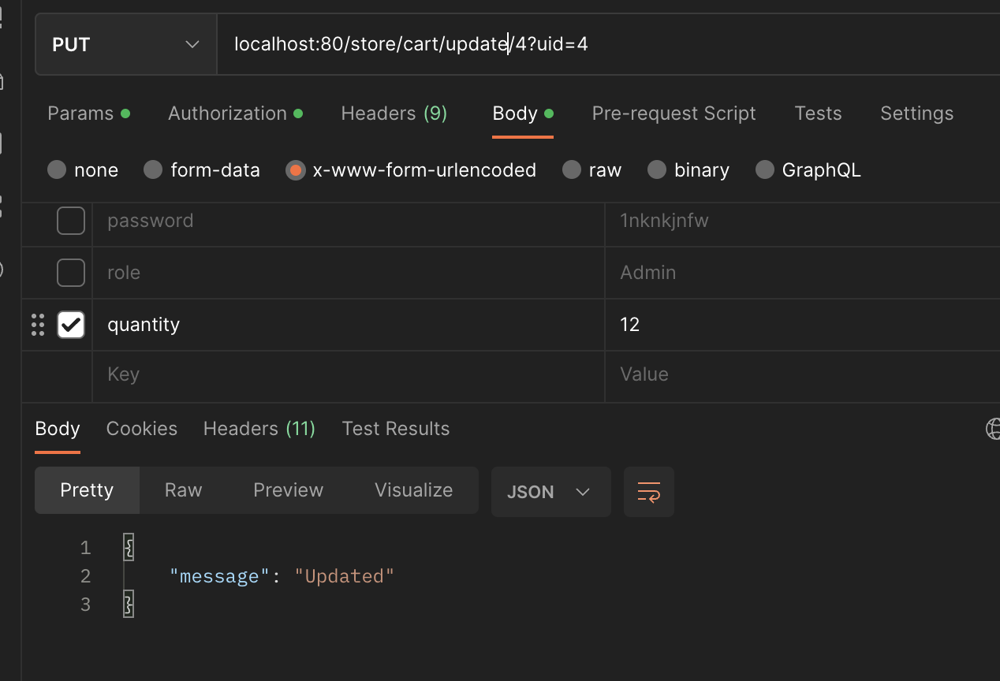 PUT localhost:80/store/cart/update/4?uid=4
Params Authorization Headers (9) Body Pre-request Script Tests Settings
none form-data x-www-form-urlencoded raw binary GraphQL
password 1nknkjnfw
role Admin
quantity 12
Key Value
Body Cookies Headers (11) Test Results
Pretty Raw Preview Visualize JSON
1 {
2 "message": "Updated"
3 }